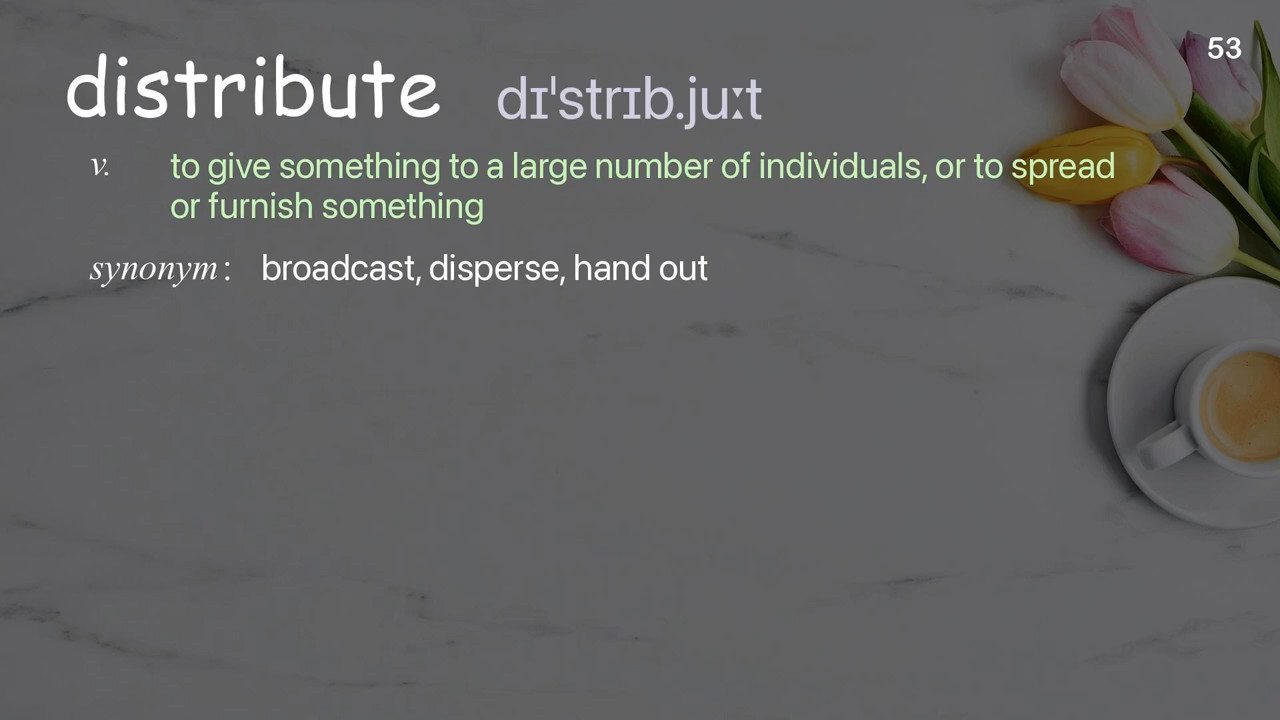 53
distribute dɪˈstrɪb.juːt
v. to give something to a large number of individuals, or to spread
or furnish something
synonym: broadcast, disperse, hand out